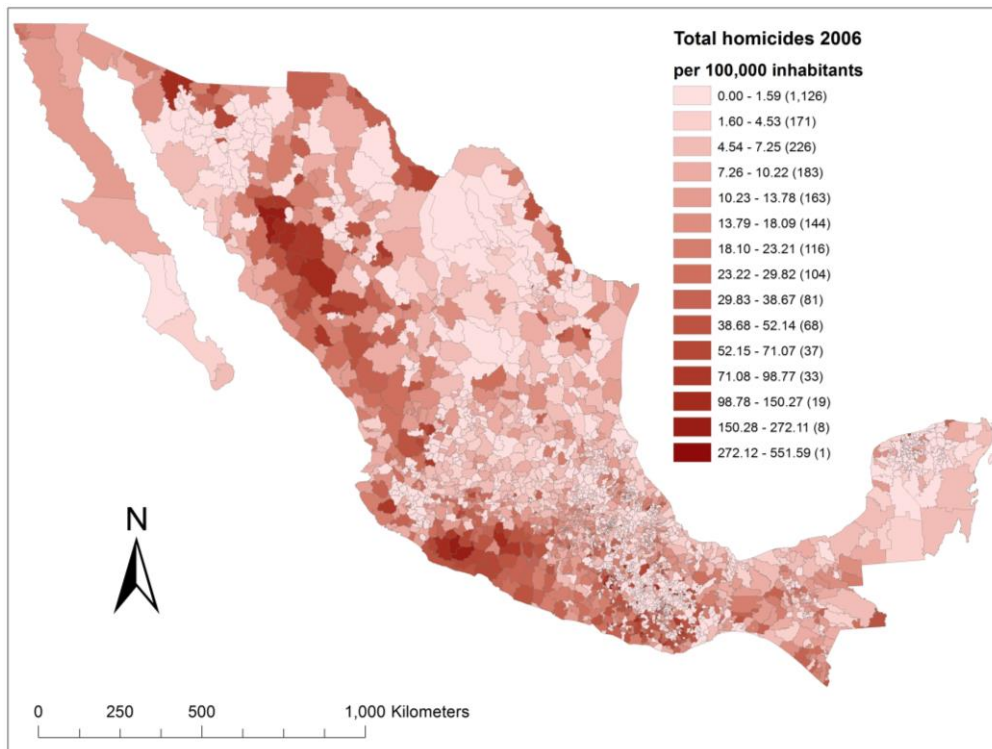 Total homicides 2006
per 100,000 inhabitants
0.00 - 1.59 (1,126)
1.60 - 4.53 (171)
4.54 - 7.25 (226)
7.26 - 10.22 (183)
10.23 - 13.78 (163)
13.79 - 18.09 (144)
18.10 - 23.21 (116)
23.22 - 29.82 (104)
29.83 - 38.67 (81)
38.68 - 52.14 (68)
52.15 - 71.07 (37)
71.08 - 98.77 (33)
98.78 - 150.27 (19)
150.28 - 272.11 (8)
272.12 - 551.59 (1)
N
0 250 500 1,000 Kilometers